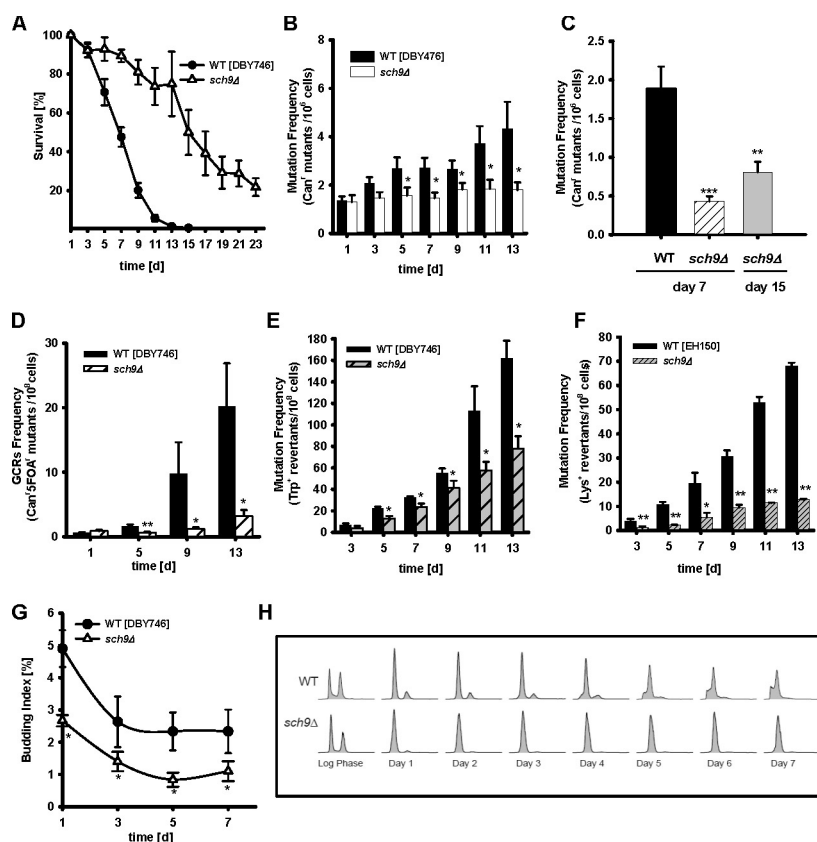 A
Survival [%]
100
80
60
40
20
WT [DBY746]
sch9Δ
1 3 5 7 9 11 13 15 17 19 21 23
time [d]
B
Mutation Frequency
(Canʳ mutants /10⁶ cells)
8
6
4
2
0
WT [DBY476]
sch9Δ
* * * * *
1 3 5 7 9 11 13
time [d]
C
Mutation Frequency
(Canʳ mutants /10⁶ cells)
2.5
2.0
1.5
1.0
0.5
0.0
*** **
WT sch9Δ sch9Δ
day 7 day 15
D
GCRs Frequency
(Canʳ5FOAʳ mutants /10⁸ cells)
30
20
10
0
WT [DBY746]
sch9Δ
** * *
1 5 9 13
time [d]
E
Mutation Frequency
(Trp⁺ revertants/10⁸ cells)
180
160
140
120
100
80
60
40
20
0
WT [DBY746]
sch9Δ
* * * * *
3 5 7 9 11 13
time [d]
F
Mutation Frequency
(Lys⁺ revertants/10⁸ cells)
80
70
60
50
40
30
20
10
0
WT [EH150]
sch9Δ
** ** * ** ** **
3 5 7 9 11 13
time [d]
G
Budding Index [%]
6
5
4
3
2
1
0
WT [DBY746]
sch9Δ
* * * *
1 3 5 7
time [d]
H
WT
sch9Δ
Log Phase Day 1 Day 2 Day 3 Day 4 Day 5 Day 6 Day 7